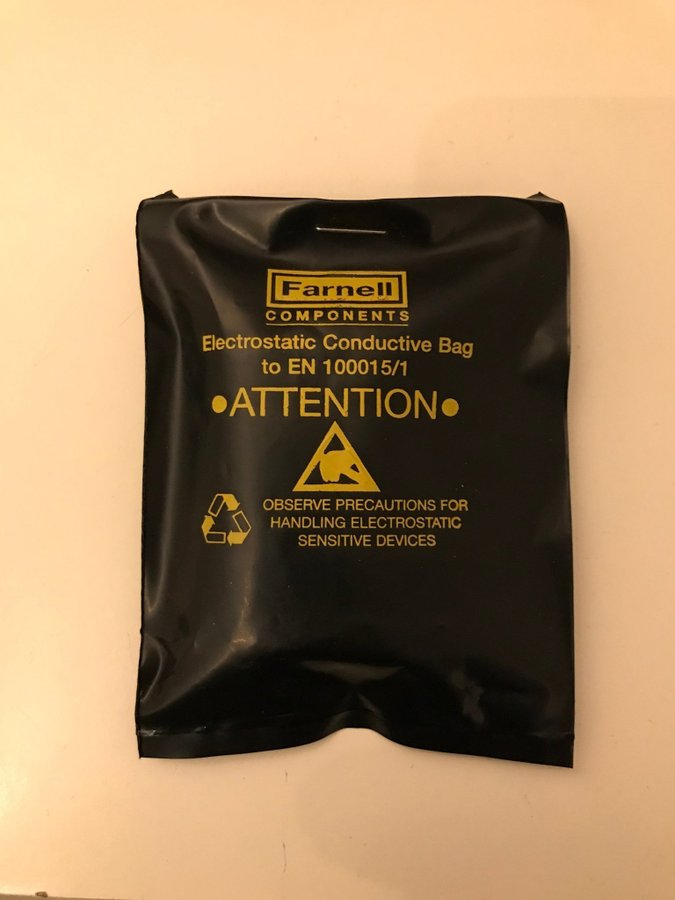 Farnell
COMPONENTS
Electrostatic Conductive Bag
to EN 100015/1
•ATTENTION•
OBSERVE PRECAUTIONS FOR
HANDLING ELECTROSTATIC
SENSITIVE DEVICES